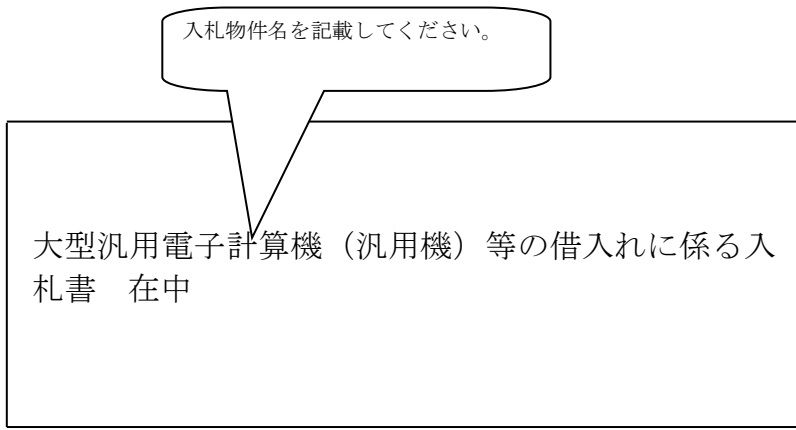 入札物件名を記載してください。
大型汎用電子計算機（汎用機）等の借入れに係る入
札書　在中